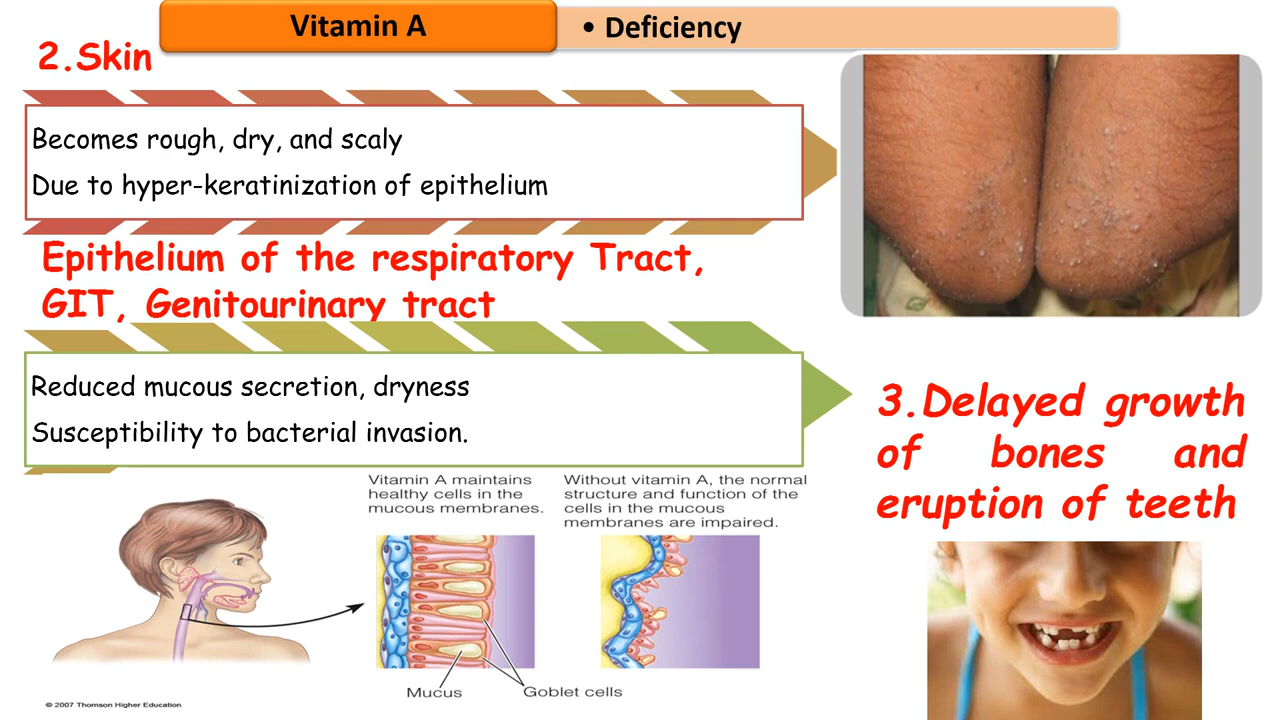 Vitamin A
• Deficiency
2.Skin
Becomes rough, dry, and scaly
Due to hyper-keratinization of epithelium
Epithelium of the respiratory Tract,
GIT, Genitourinary tract
Reduced mucous secretion, dryness
Susceptibility to bacterial invasion.
3.Delayed growth
of bones and
eruption of teeth
Vitamin A maintains
healthy cells in the
mucous membranes.
Without vitamin A, the normal
structure and function of the
cells in the mucous
membranes are impaired.
Mucus
Goblet cells
© 2007 Thomson Higher Education